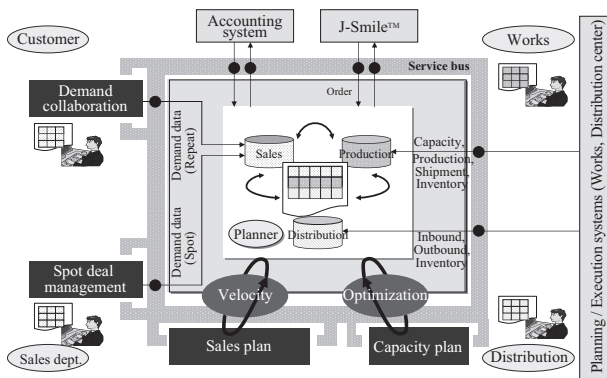 Customer
Accounting
system
J-Smile™
Works
Service bus
Demand
collaboration
Order
Demand data
(Repeat)
Sales
Production
Capacity,
Production,
Shipment,
Inventory
Planner
Distribution
Demand data
(Spot)
Inbound,
Outbound,
Inventory
Spot deal
management
Velocity
Optimization
Sales dept.
Sales plan
Capacity plan
Distribution
Planning / Execution systems (Works, Distribution center)